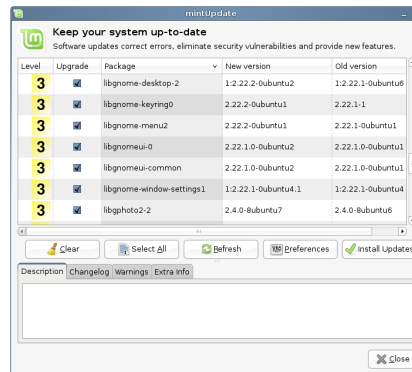 mintUpdate
Keep your system up-to-date
Software updates correct errors, eliminate security vulnerabilities and provide new features.
Level Upgrade Package New version Old version
3 libgnome-desktop-2 1:2.22.2-0ubuntu2 1:2.22.1-0ubuntu6
3 libgnome-keyring0 2.22.2-0ubuntu1 2.22.1-1
3 libgnome-menu2 2.22.2-0ubuntu1 2.22.1-0ubuntu1
3 libgnomeui-0 2.22.1.0-0ubuntu2 2.22.1.0-0ubuntu1
3 libgnomeui-common 2.22.1.0-0ubuntu2 2.22.1.0-0ubuntu1
3 libgnome-window-settings1 1:2.22.1-0ubuntu4.1 1:2.22.1-0ubuntu4
3 libgphoto2-2 2.4.0-8ubuntu7 2.4.0-8ubuntu6
Clear Select All Refresh Preferences Install Updates
Description Changelog Warnings Extra Info
Close